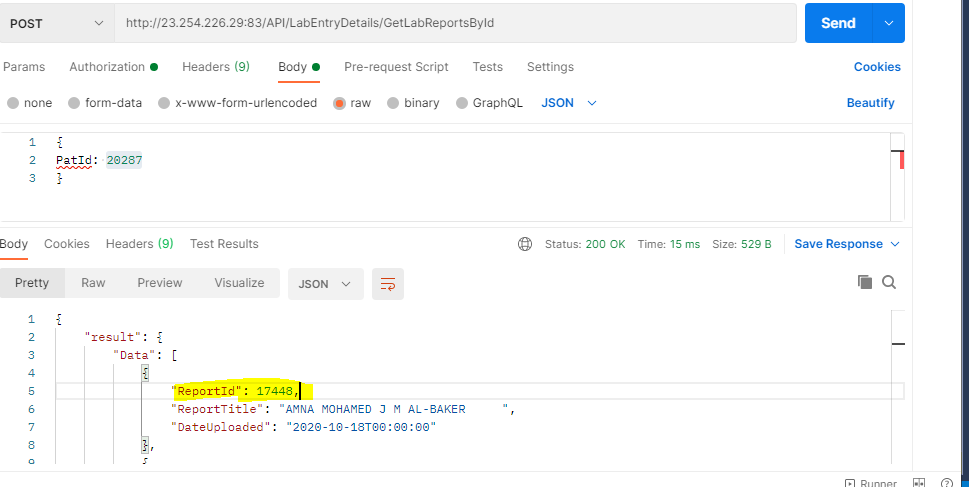 POST http://23.254.226.29:83/API/LabEntryDetails/GetLabReportsById Send
Params Authorization Headers (9) Body Pre-request Script Tests Settings Cookies
none form-data x-www-form-urlencoded raw binary GraphQL JSON Beautify
1 {
2 PatId: 20287
3 }
Body Cookies Headers (9) Test Results Status: 200 OK Time: 15 ms Size: 529 B Save Response
Pretty Raw Preview Visualize JSON
1 {
2 "result": {
3 "Data": [
4 {
5 "ReportId": 17448,
6 "ReportTitle": "AMNA MOHAMED J M AL-BAKER     ",
7 "DateUploaded": "2020-10-18T00:00:00"
8 },
9 {
Runner